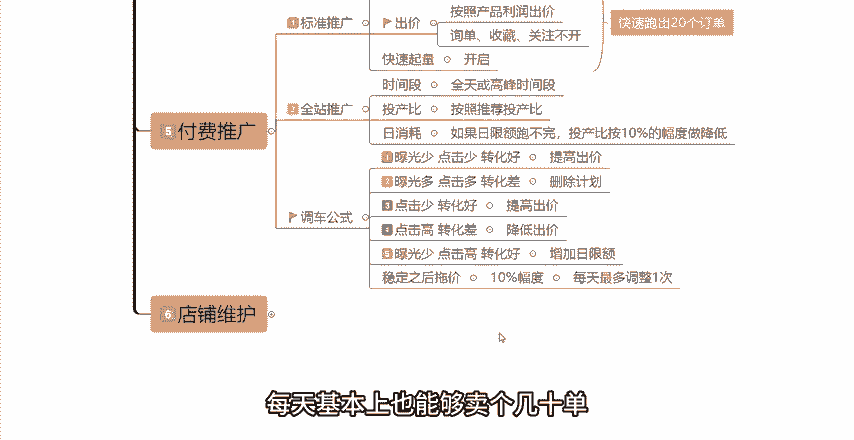 按照产品利润出价
1 标准推广
出价
询单、收藏、关注不开
快速跑出20个订单
快速起量
开启
时间段
全天或高峰时间段
2 全站推广
投产比
按照推荐投产比
5 付费推广
日消耗
如果日限额跑不完，投产比按10%的幅度做降低
1 曝光少 点击少 转化好
提高出价
2 曝光多 点击多 转化差
删除计划
3 点击少 转化好
提高出价
调车公式
4 点击高 转化差
降低出价
5 曝光少 点击高 转化好
增加日限额
稳定之后拖价
10%幅度
每天最多调整1次
6 店铺维护
每天基本上也能够卖个几十单